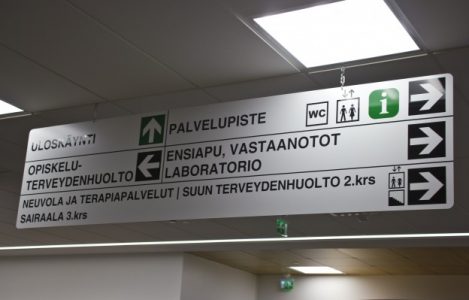 ULOSKÄYNTI
PALVELUPISTE
WC
i
OPISKELU-
TERVEYDENHUOLTO
ENSIAPU, VASTAANOTOT
LABORATORIO
NEUVOLA JA TERAPIAPALVELUT | SUUN TERVEYDENHUOLTO 2.krs
SAIRAALA 3.krs